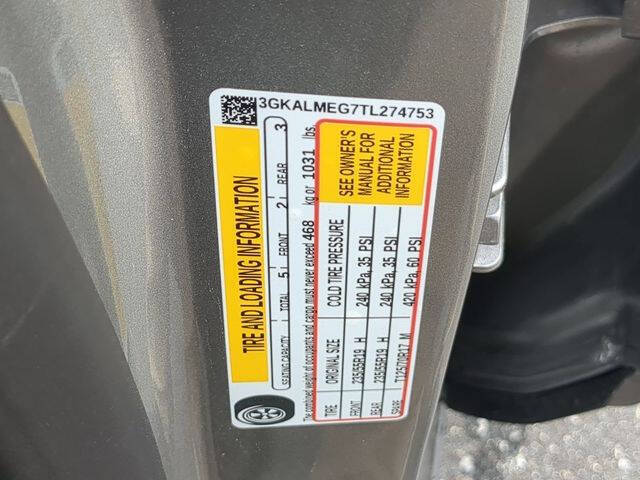 3GKALMEG7TL274753
TIRE AND LOADING INFORMATION
SEATING CAPACITY TOTAL 5 FRONT 2 REAR 3
The combined weight of occupants and cargo must never exceed 468 kg or 1031 lbs
TIRE ORIGINAL SIZE COLD TIRE PRESSURE
FRONT 235/55R19 H 240 kPa, 35 PSI
REAR 235/55R19 H 240 kPa, 35 PSI
SPARE T125/70R17 M 420 kPa, 60 PSI
SEE OWNER'S
MANUAL FOR
ADDITIONAL
INFORMATION